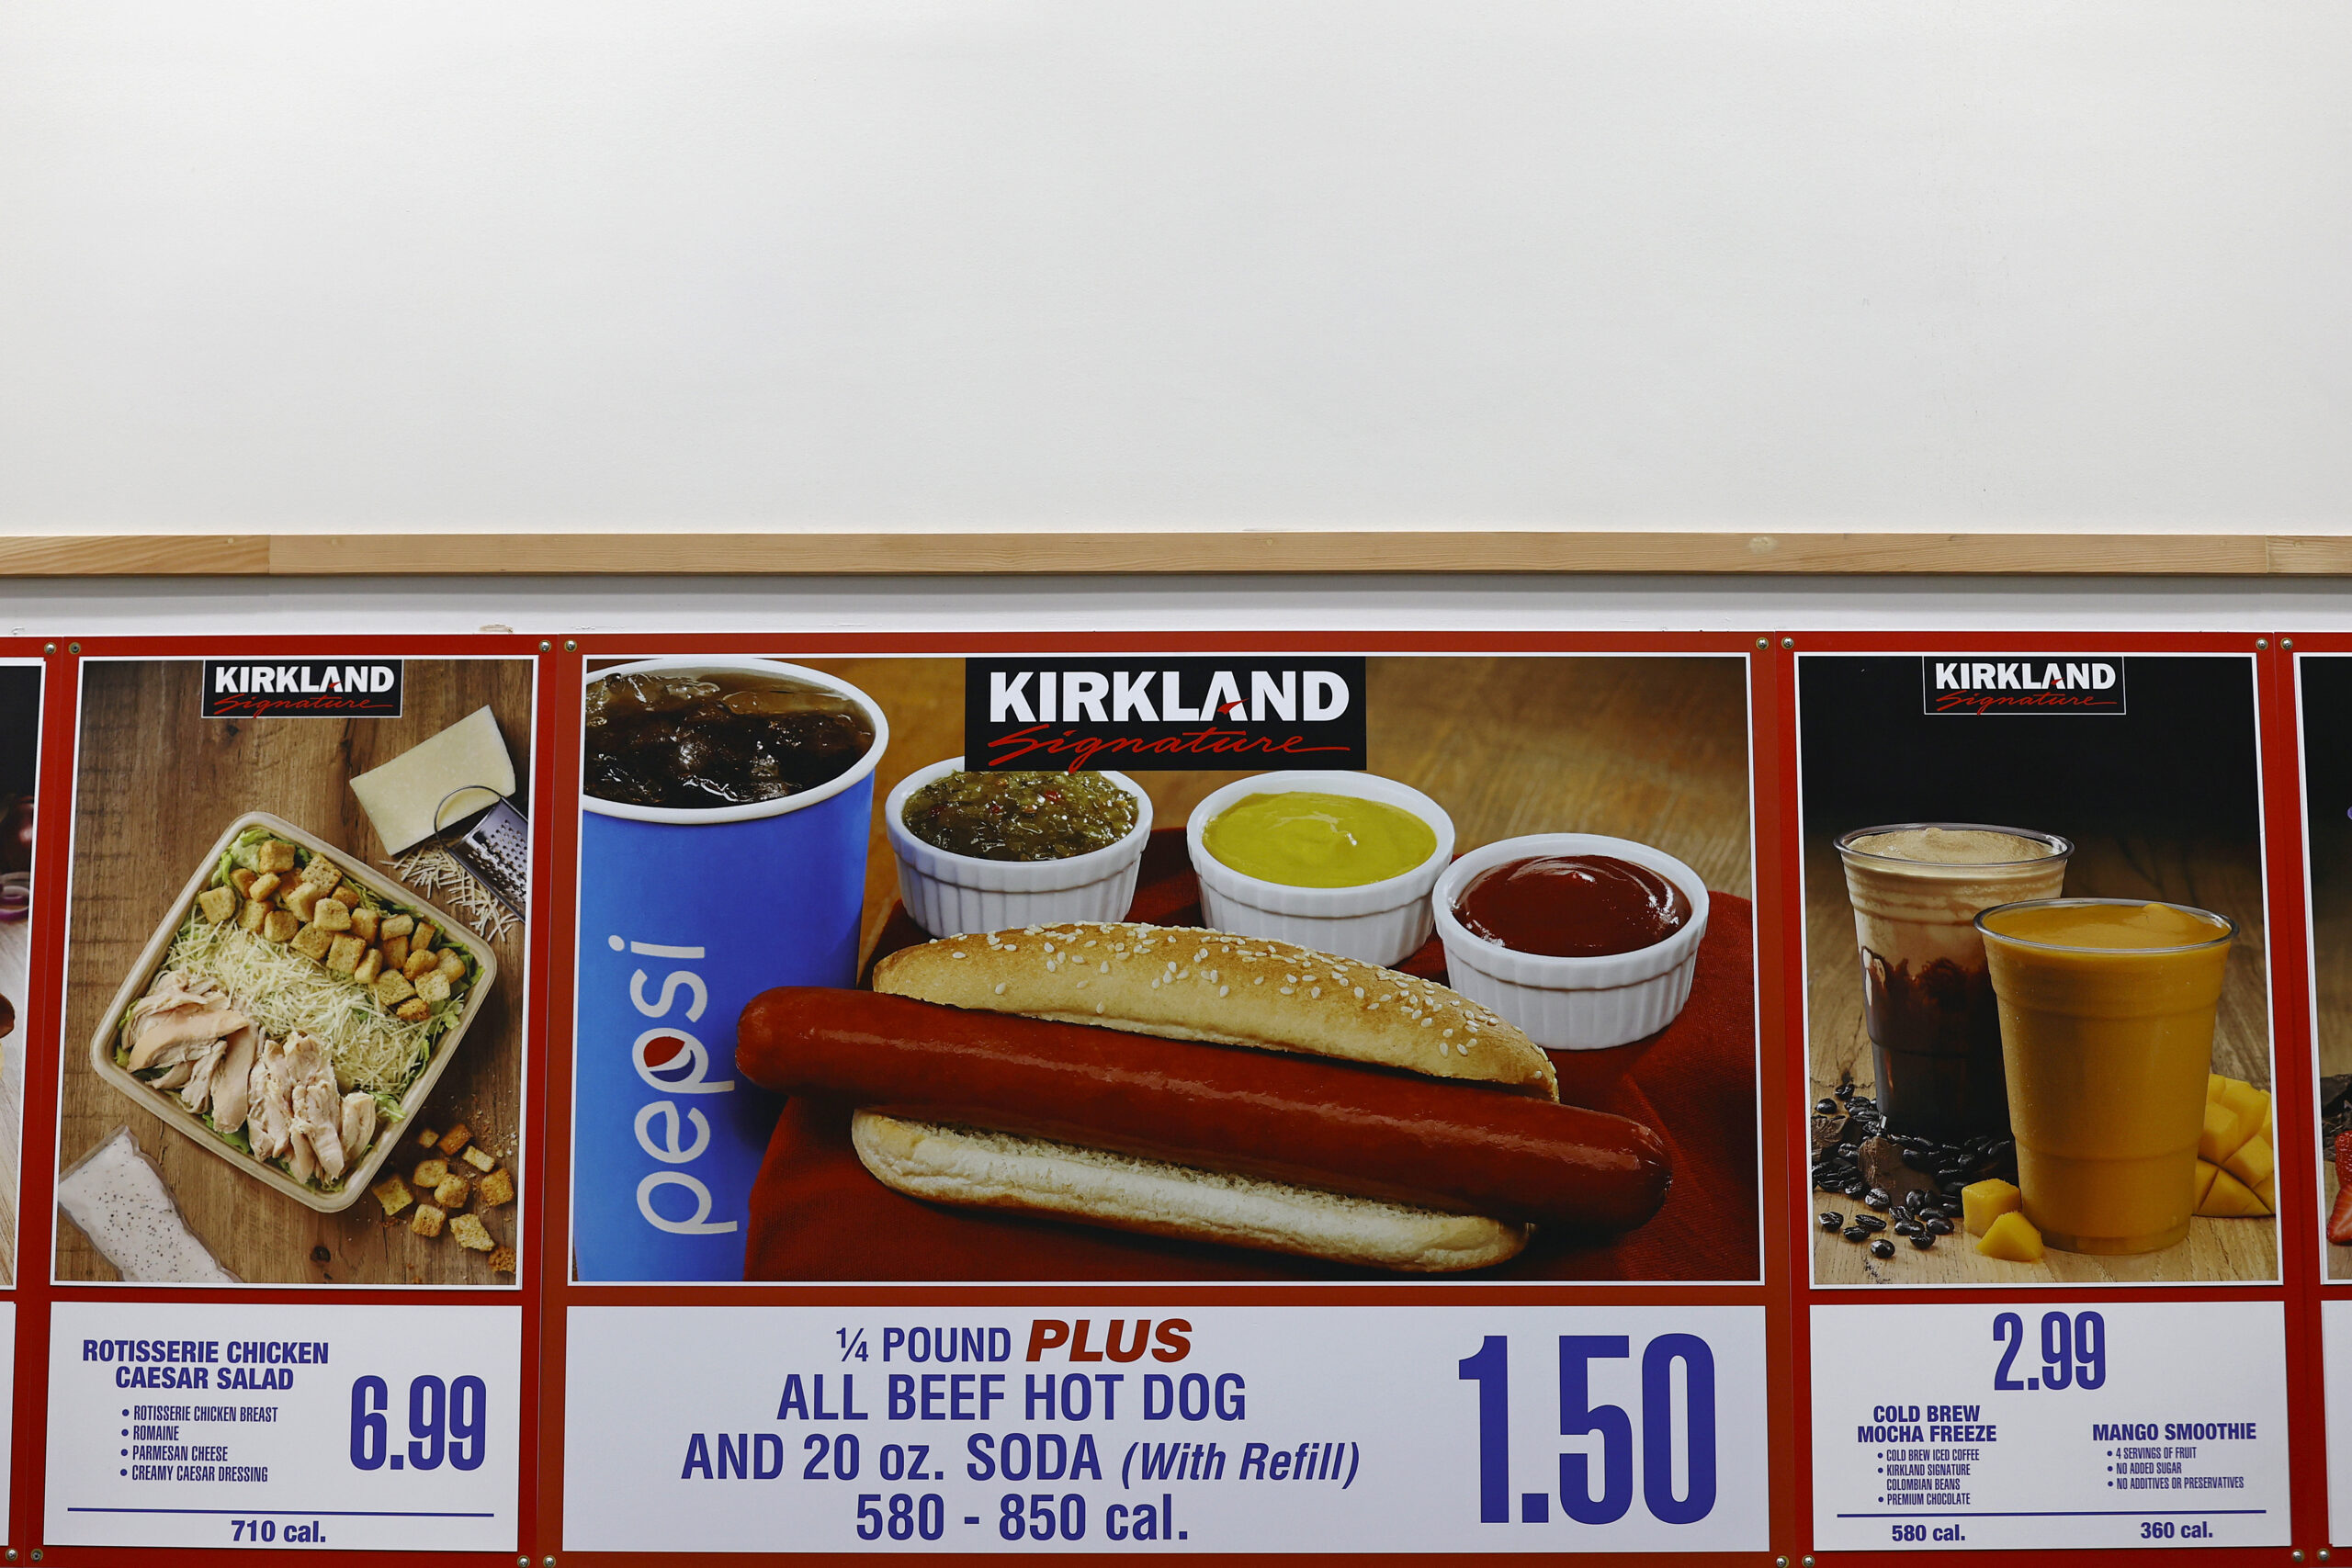 KIRKLAND
Signature
ROTISSERIE CHICKEN
CAESAR SALAD
• ROTISSERIE CHICKEN BREAST
• ROMAINE
• PARMESAN CHEESE
• CREAMY CAESAR DRESSING
6.99
710 cal.
KIRKLAND
Signature
pepsi
¼ POUND PLUS
ALL BEEF HOT DOG
AND 20 oz. SODA (With Refill)
580 - 850 cal.
1.50
KIRKLAND
Signature
2.99
COLD BREW
MOCHA FREEZE
• COLD BREW ICED COFFEE
• KIRKLAND SIGNATURE
COLOMBIAN BEANS
• PREMIUM CHOCOLATE
580 cal.
MANGO SMOOTHIE
• 4 SERVINGS OF FRUIT
• NO ADDED SUGAR
• NO ADDITIVES OR PRESERVATIVES
360 cal.